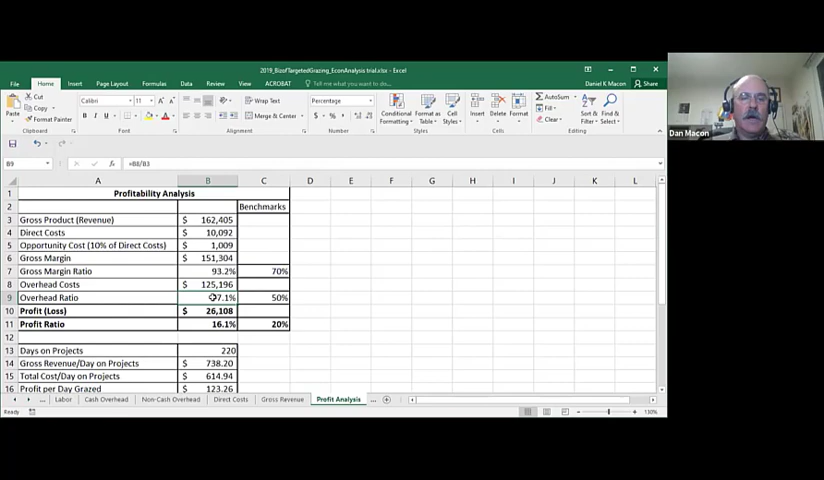 2019_BizofTargetedGrazing_EconAnalysis trial.xlsx - Excel
File Home Insert Page Layout Formulas Data Review View ACROBAT Tell me what you want to do... Daniel K Macon Share
Paste Cut Copy Format Painter
Calibri 11 B I U
Wrap Text Merge & Center
Percentage $ %
Conditional Formatting Format as Table Cell Styles
Insert Delete Format
AutoSum Fill Clear
Sort & Filter Find & Select
Clipboard Font Alignment Number Styles Cells Editing
B9 =B8/B3
A B C D E F G H I J K L
1 Profitability Analysis
2 Benchmarks
3 Gross Product (Revenue) $ 162,405
4 Direct Costs $ 10,092
5 Opportunity Cost (10% of Direct Costs) $ 1,009
6 Gross Margin $ 151,304
7 Gross Margin Ratio 93.2% 70%
8 Overhead Costs $ 125,196
9 Overhead Ratio 7.1% 50%
10 Profit (Loss) $ 26,108
11 Profit Ratio 16.1% 20%
12
13 Days on Projects 220
14 Gross Revenue/Day on Projects $ 738.20
15 Total Cost/Day on Projects $ 614.94
16 Profit per Day Grazed $ 123.26
... Labor Cash Overhead Non-Cash Overhead Direct Costs Gross Revenue Profit Analysis ...
Ready 130%
Dan Macon